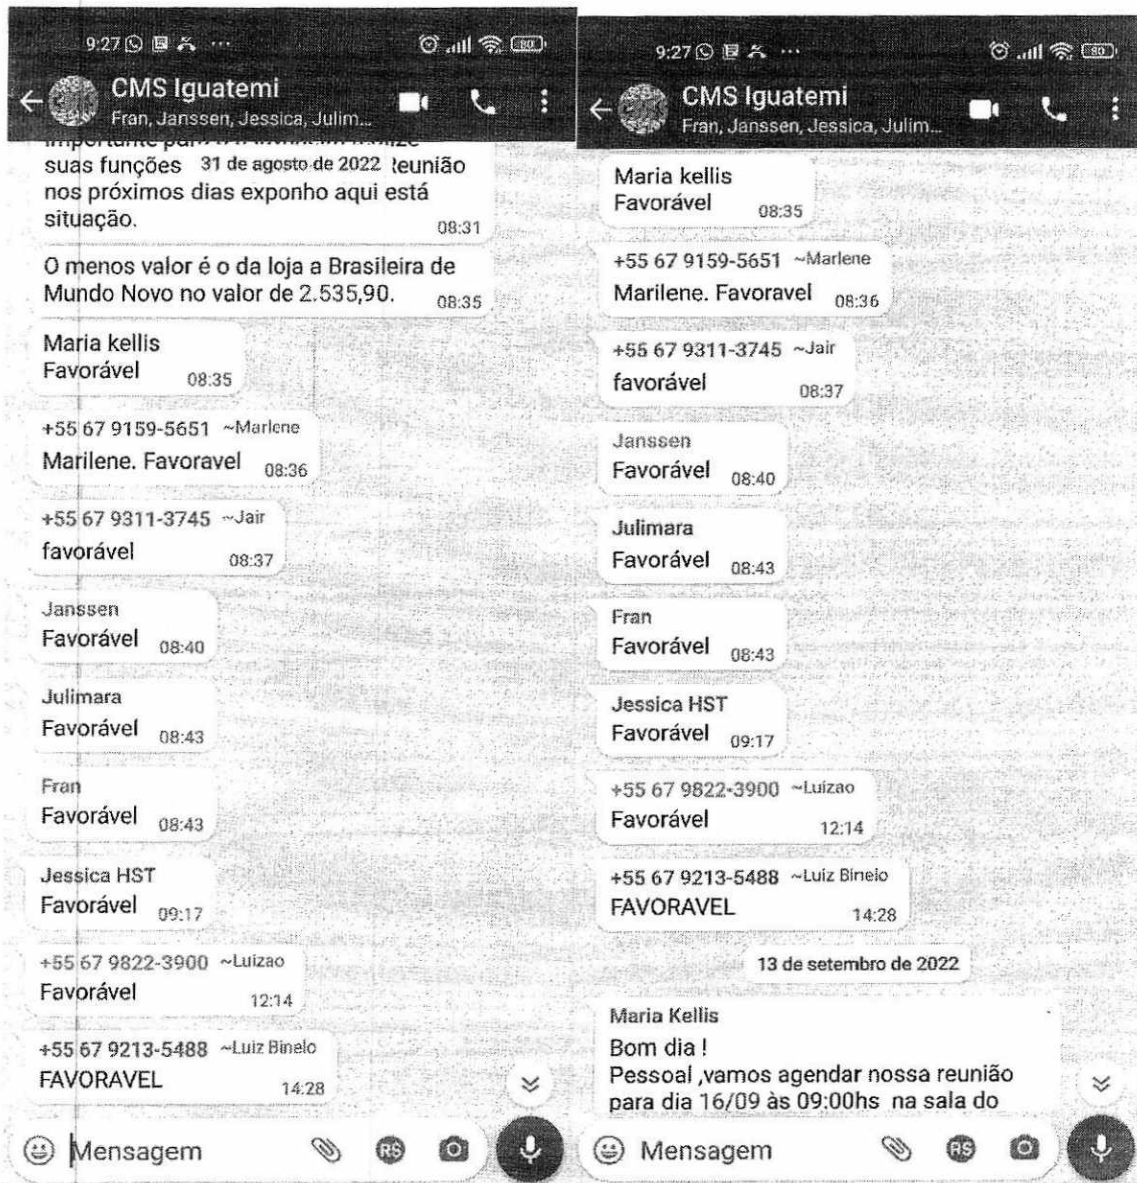 9:27
CMS Iguatemi
Fran, Janssen, Jessica, Julim...
suas funções 31 de agosto de 2022 reunião
nos próximos dias exponho aqui está
situação.
08:31
O menos valor é o da loja a Brasileira de
Mundo Novo no valor de 2.535,90.
08:35
Maria kellis
Favorável 08:35
+55 67 9159-5651 ~Marlene
Marilene. Favoravel 08:36
+55 67 9311-3745 ~Jair
favorável 08:37
Janssen
Favorável 08:40
Julimara
Favorável 08:43
Fran
Favorável 08:43
Jessica HST
Favorável 09:17
+55 67 9822-3900 ~Luizao
Favorável 12:14
+55 67 9213-5488 ~Luiz Binelo
FAVORAVEL 14:28
Mensagem
RS
9:27
80
CMS Iguatemi
Fran, Janssen, Jessica, Julim...
Maria kellis
Favorável 08:35
+55 67 9159-5651 ~Marlene
Marilene. Favoravel 08:36
+55 67 9311-3745 ~Jair
favorável 08:37
Janssen
Favorável 08:40
Julimara
Favorável 08:43
Fran
Favorável 08:43
Jessica HST
Favorável 09:17
+55 67 9822-3900 ~Luizao
Favorável 12:14
+55 67 9213-5488 ~Luiz Binelo
FAVORAVEL 14:28
13 de setembro de 2022
Maria Kellis
Bom dia !
Pessoal ,vamos agendar nossa reunião
para dia 16/09 às 09:00hs na sala do
Mensagem
RS